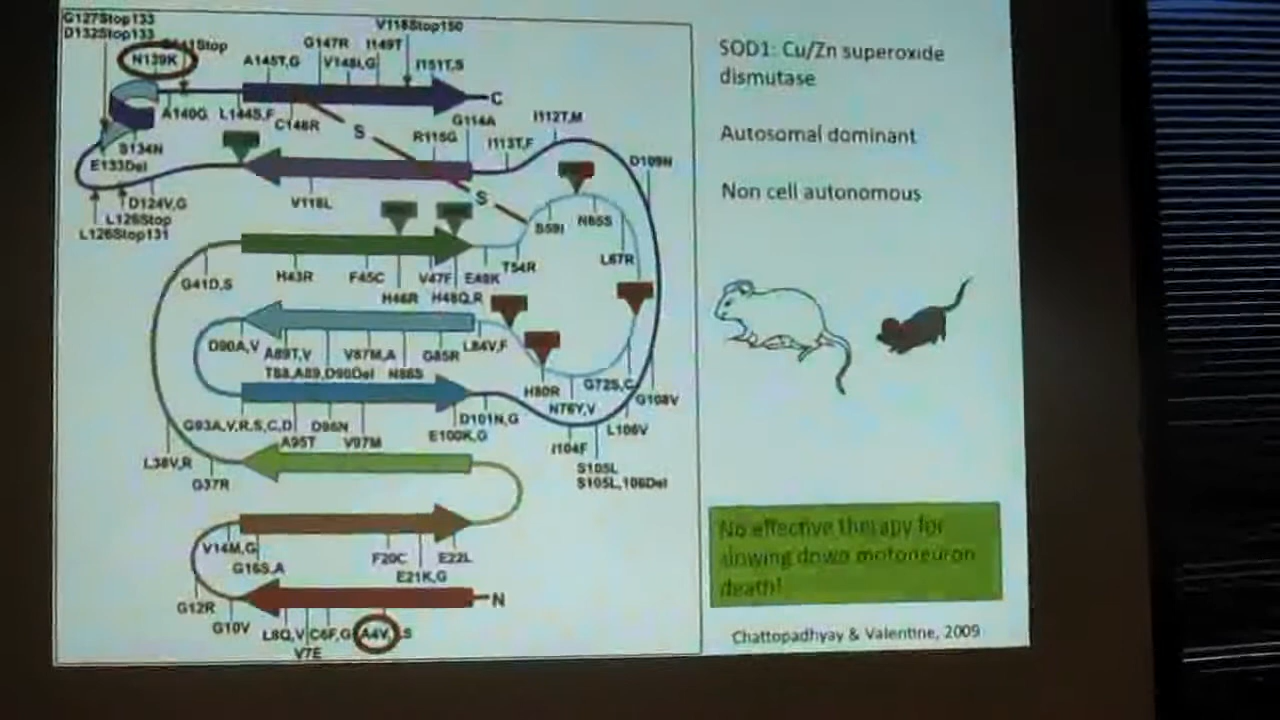 G127Stop133
D132Stop133
V118Stop150
N139K
G147R I149T
A145T,G V148I,G I151T,S
C
A140G L144S,F
C146R
S
G114A
R115G
I112T,M
I113T,F
S134N
E133Del
D109N
D124V,G
V118L
S
L126Stop
L126Stop131
S59I N65S
L67R
T54R
G41D,S H43R F45C V47F E49K
H46R H48Q,R
D90A,V A89T,V V87M,A G85R L84V,F
T88,A89,D90Del N86S
H80R G72S,C
N76Y,V G108V
G93A,V,R,S,C,D D96N D101N,G
A95T V97M E100K,G L106V
I104F
L38V,R S105L
G37R S105L,106Del
V14M,G F20C E22L
G16S,A E21K,G
N
G12R
G10V L8Q,V C6F,G A4V, S
V7E
SOD1: Cu/Zn superoxide
dismutase
Autosomal dominant
Non cell autonomous
No effective therapy for
slowing down motoneuron
death!
Chattopadhyay & Valentine, 2009